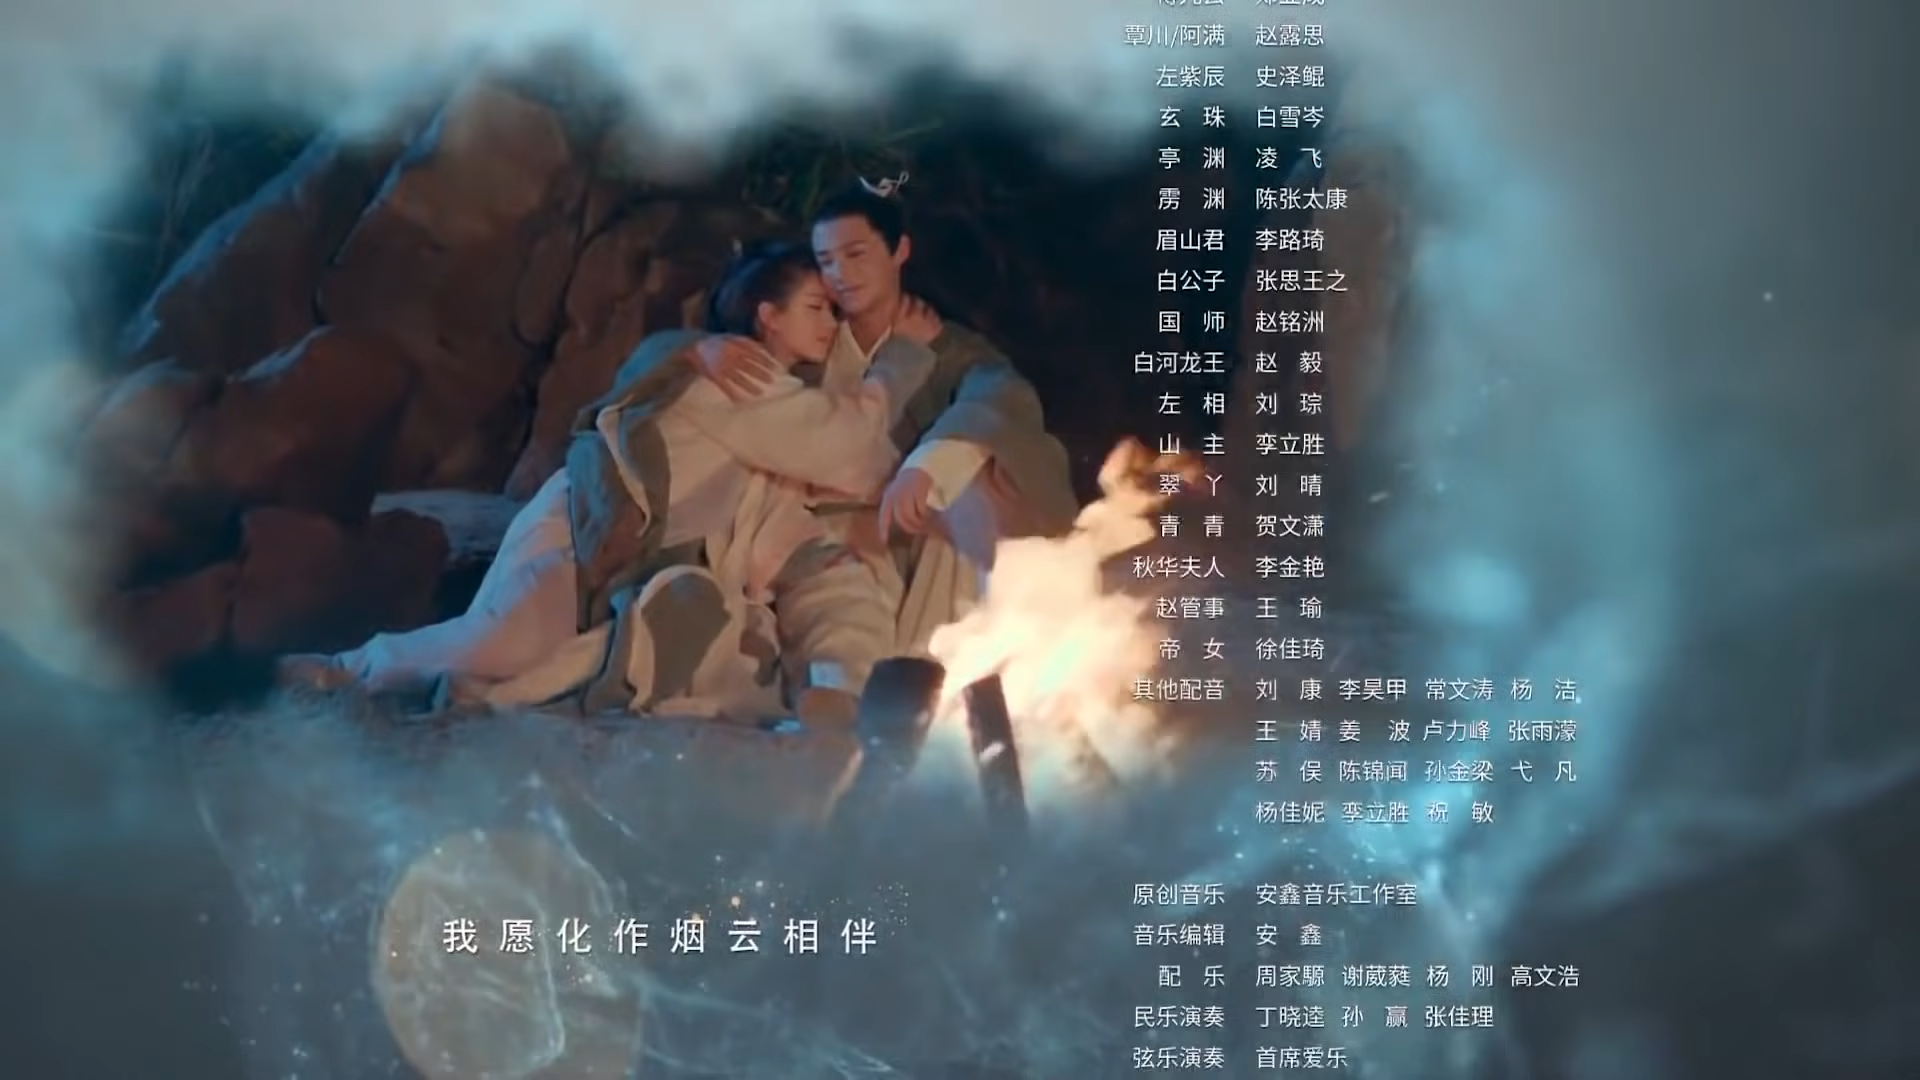 覃川/阿满 赵露思
左紫辰 史泽鲲
玄 珠 白雪岑
亭 渊 凌 飞
雳 渊 陈张太康
眉山君 李路琦
白公子 张思王之
国 师 赵铭洲
白河龙王 赵 毅
左 相 刘 琮
山 主 李立胜
翠 丫 刘 晴
青 青 贺文潇
秋华夫人 李金艳
赵管事 王 瑜
帝 女 徐佳琦
其他配音 刘 康 李昊甲 常文涛 杨 洁
王 婧 姜 波 卢力峰 张雨濛
苏 俣 陈锦闻 孙金梁 弋 凡
杨佳妮 李立胜 祝 敏
原创音乐 安鑫音乐工作室
音乐编辑 安 鑫
配 乐 周家騵 谢葳蕤 杨 刚 高文浩
民乐演奏 丁晓逵 孙 赢 张佳理
弦乐演奏 首席爱乐
我愿化作烟云相伴